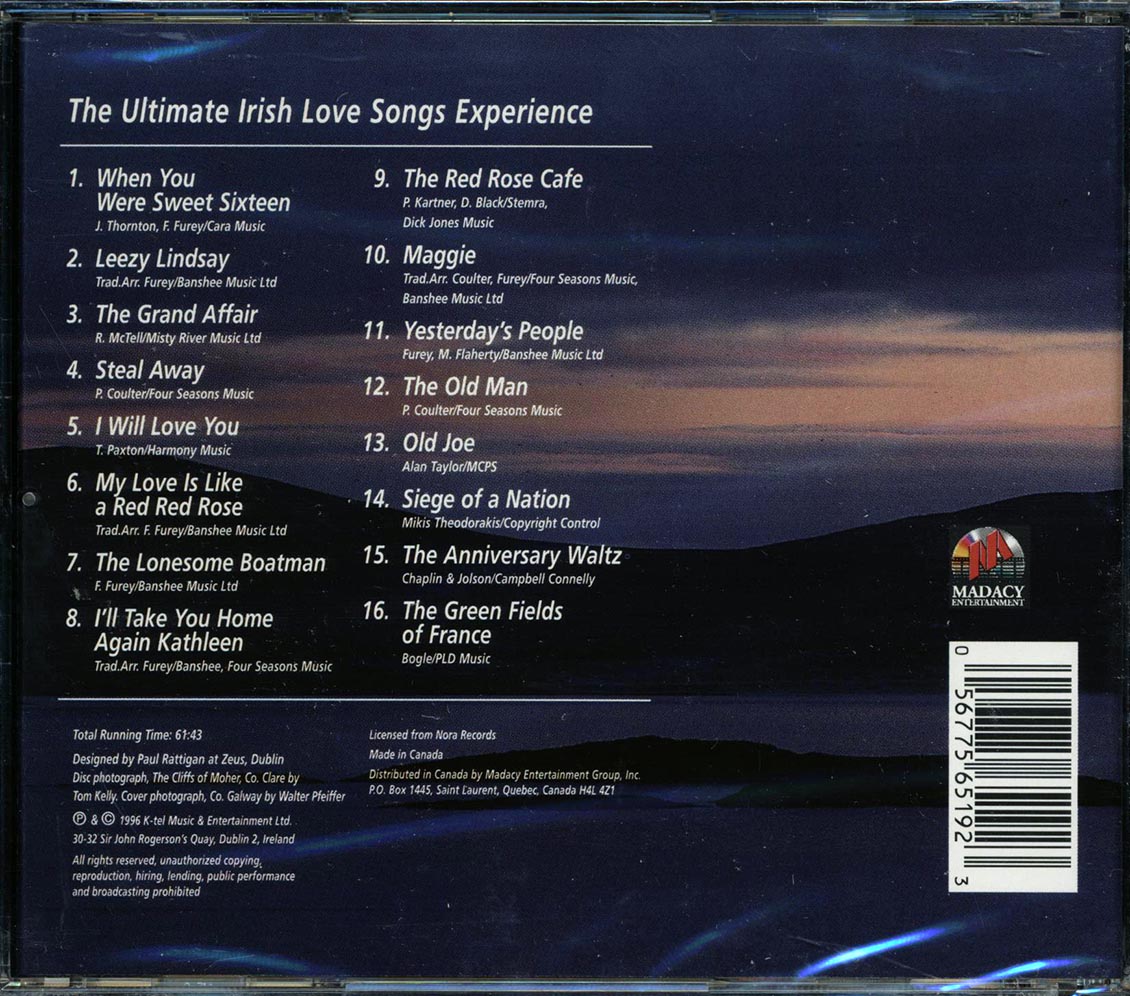 The Ultimate Irish Love Songs Experience
1. When You
Were Sweet Sixteen
J. Thornton, F. Furey/Cara Music
2. Leezy Lindsay
Trad.Arr. Furey/Banshee Music Ltd
3. The Grand Affair
R. McTell/Misty River Music Ltd
4. Steal Away
P. Coulter/Four Seasons Music
5. I Will Love You
T. Paxton/Harmony Music
6. My Love Is Like
a Red Red Rose
Trad.Arr. F. Furey/Banshee Music Ltd
7. The Lonesome Boatman
F. Furey/Banshee Music Ltd
8. I'll Take You Home
Again Kathleen
Trad.Arr. Furey/Banshee, Four Seasons Music
9. The Red Rose Cafe
P. Kartner, D. Black/Stemra,
Dick Jones Music
10. Maggie
Trad.Arr. Coulter, Furey/Four Seasons Music,
Banshee Music Ltd
11. Yesterday's People
Furey, M. Flaherty/Banshee Music Ltd
12. The Old Man
P. Coulter/Four Seasons Music
13. Old Joe
Alan Taylor/MCPS
14. Siege of a Nation
Mikis Theodorakis/Copyright Control
15. The Anniversary Waltz
Chaplin & Jolson/Campbell Connelly
16. The Green Fields
of France
Bogle/PLD Music
Total Running Time: 61:43
Designed by Paul Rattigan at Zeus, Dublin
Disc photograph, The Cliffs of Moher, Co. Clare by
Tom Kelly. Cover photograph, Co. Galway by Walter Pfeiffer
℗ & © 1996 K-tel Music & Entertainment Ltd.
30-32 Sir John Rogerson's Quay, Dublin 2, Ireland
All rights reserved, unauthorized copying,
reproduction, hiring, lending, public performance
and broadcasting prohibited
Licensed from Nora Records
Made in Canada
Distributed in Canada by Madacy Entertainment Group, Inc.
P.O. Box 1445, Saint Laurent, Quebec, Canada H4L 4Z1
MADACY
ENTERTAINMENT
0 56775 65192 3